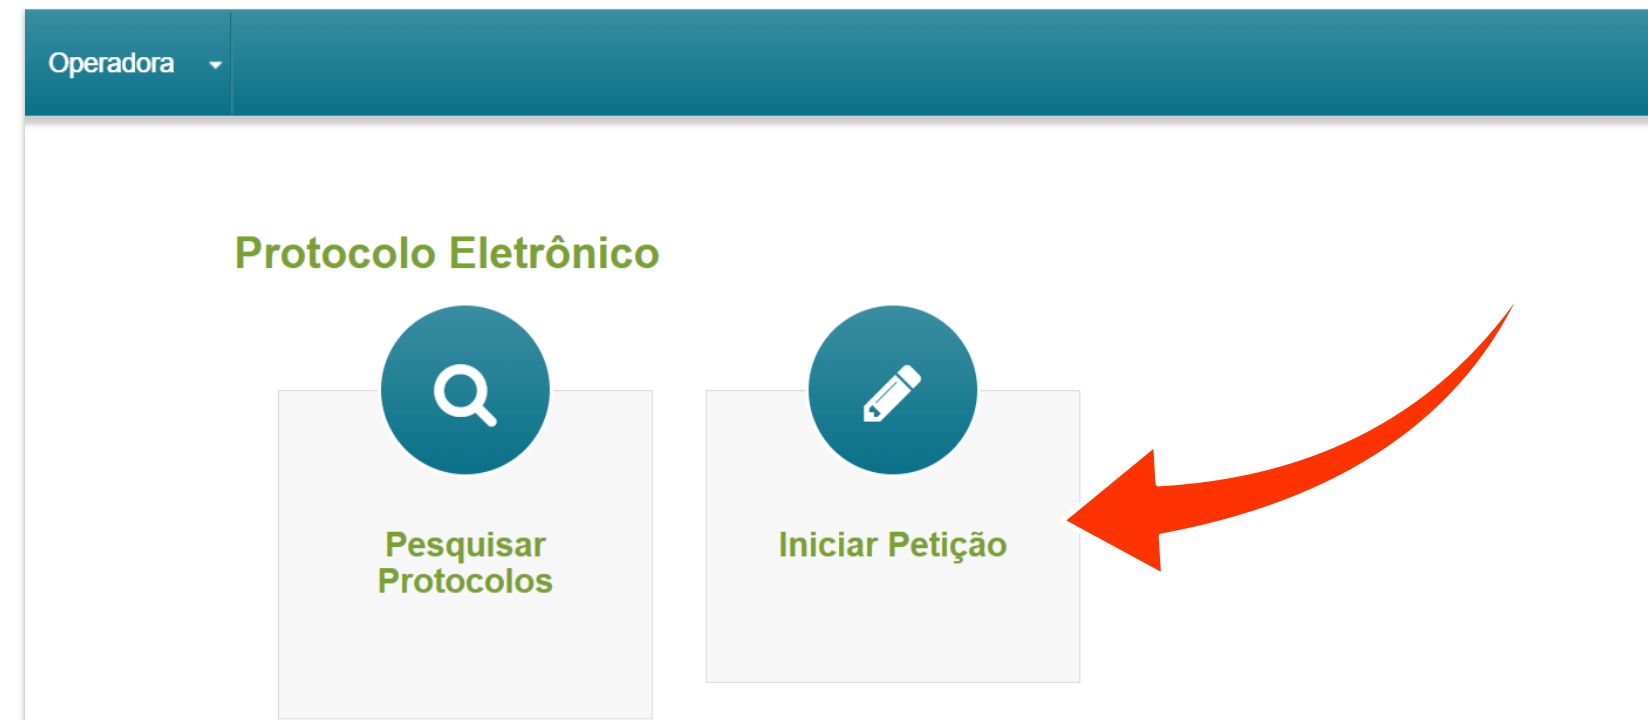 Operadora
Protocolo Eletrônico
Pesquisar
Protocolos
Iniciar Petição